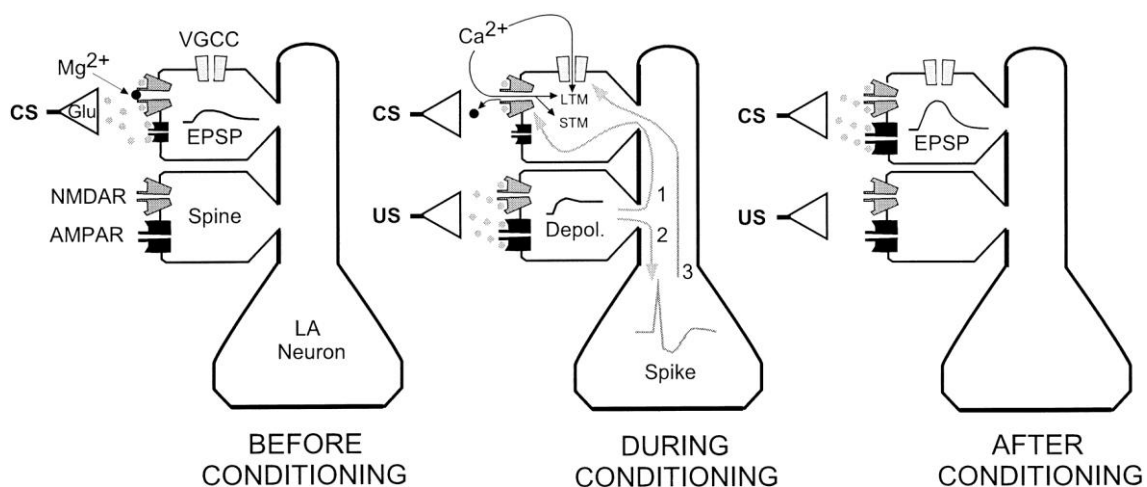 VGCC
Mg2+
CS
Glu
EPSP
NMDAR
AMPAR
Spine
LA
Neuron
BEFORE
CONDITIONING
Ca2+
CS
LTM
STM
US
Depol.
1
2
3
Spike
DURING
CONDITIONING
CS
EPSP
US
AFTER
CONDITIONING